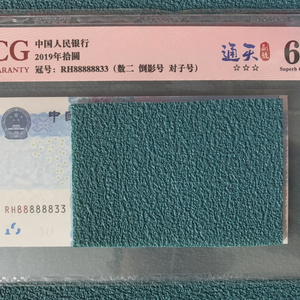 CG 中国人民银行 通天
RANTY 2019年拾圆 ☆☆☆ 6
冠号：RH88888833（数二 倒影号 对子号） Superb
中国
RH88888833